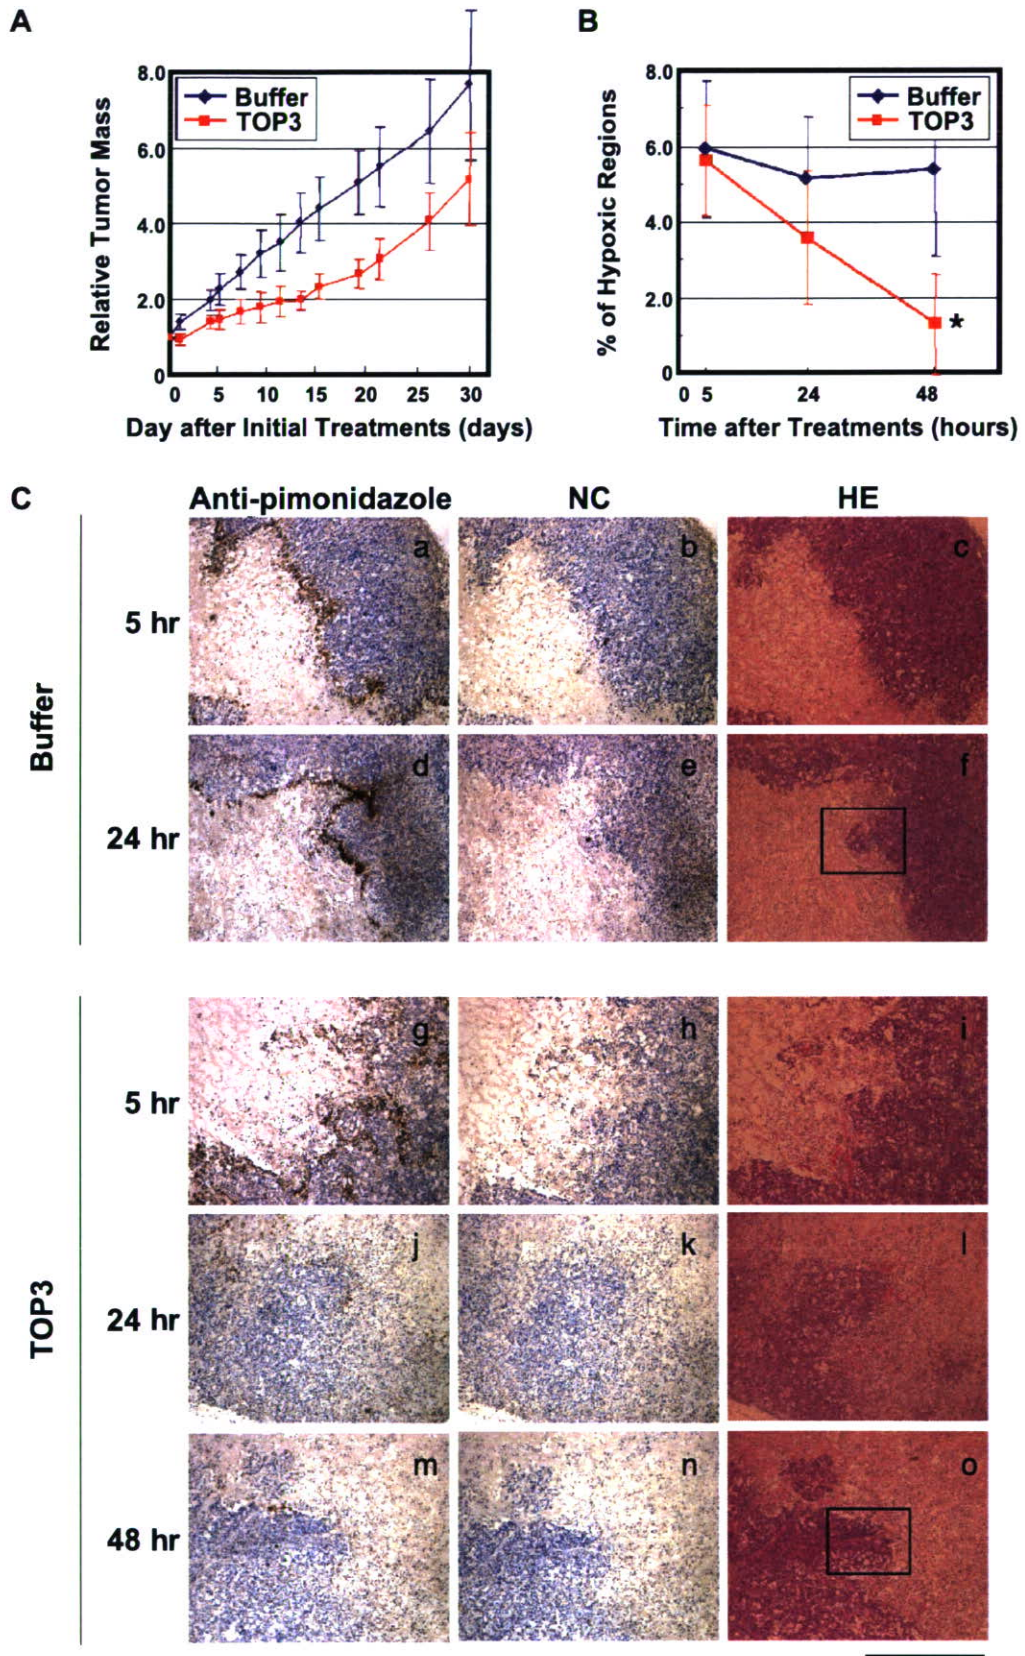 A
B
8.0
6.0
4.0
2.0
0
Relative Tumor Mass
Buffer
TOP3
0 5 10 15 20 25 30
Day after Initial Treatments (days)
8.0
6.0
4.0
2.0
0
% of Hypoxic Regions
Buffer
TOP3
*
0 5 24 48
Time after Treatments (hours)
C
Anti-pimonidazole NC HE
Buffer
5 hr
a b c
24 hr
d e f
TOP3
5 hr
g h i
24 hr
j k l
48 hr
m n o